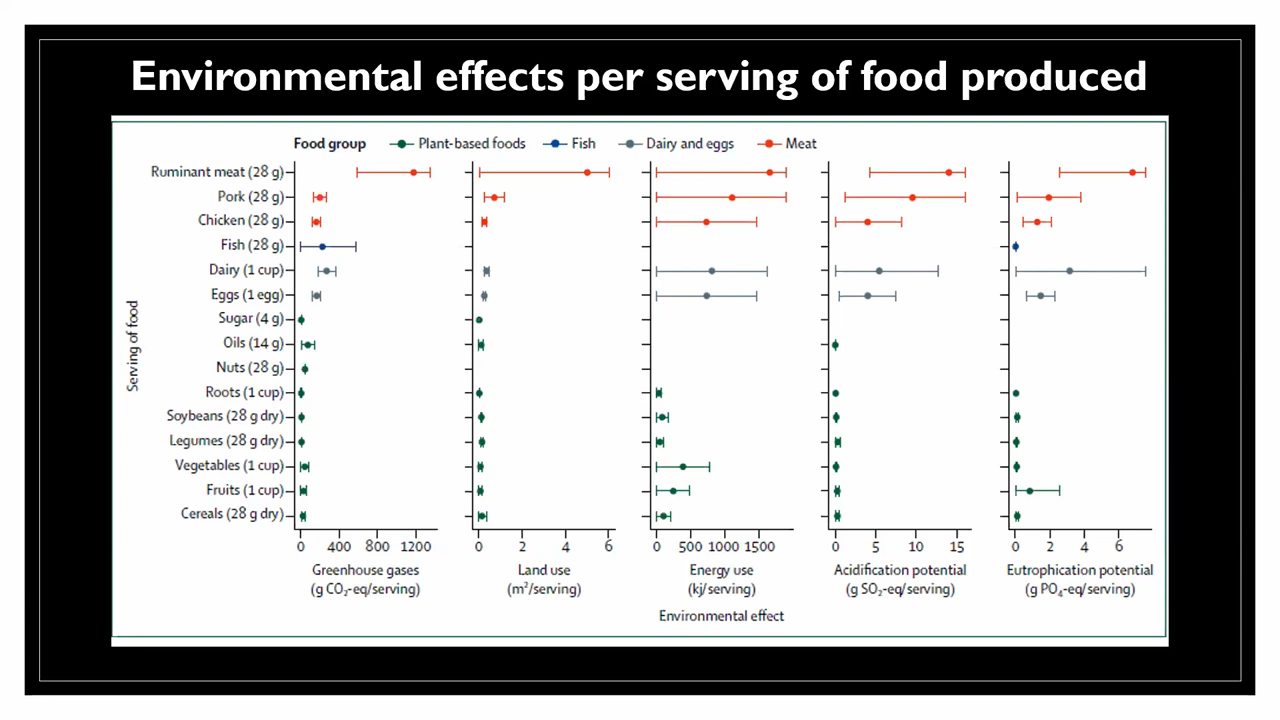 Environmental effects per serving of food produced
Food group Plant-based foods Fish Dairy and eggs Meat
Serving of food
Ruminant meat (28 g)
Pork (28 g)
Chicken (28 g)
Fish (28 g)
Dairy (1 cup)
Eggs (1 egg)
Sugar (4 g)
Oils (14 g)
Nuts (28 g)
Roots (1 cup)
Soybeans (28 g dry)
Legumes (28 g dry)
Vegetables (1 cup)
Fruits (1 cup)
Cereals (28 g dry)
0 400 800 1200
Greenhouse gases
(g CO₂-eq/serving)
0 2 4 6
Land use
(m²/serving)
0 500 1000 1500
Energy use
(kj/serving)
0 5 10 15
Acidification potential
(g SO₂-eq/serving)
0 2 4 6
Eutrophication potential
(g PO₄-eq/serving)
Environmental effect